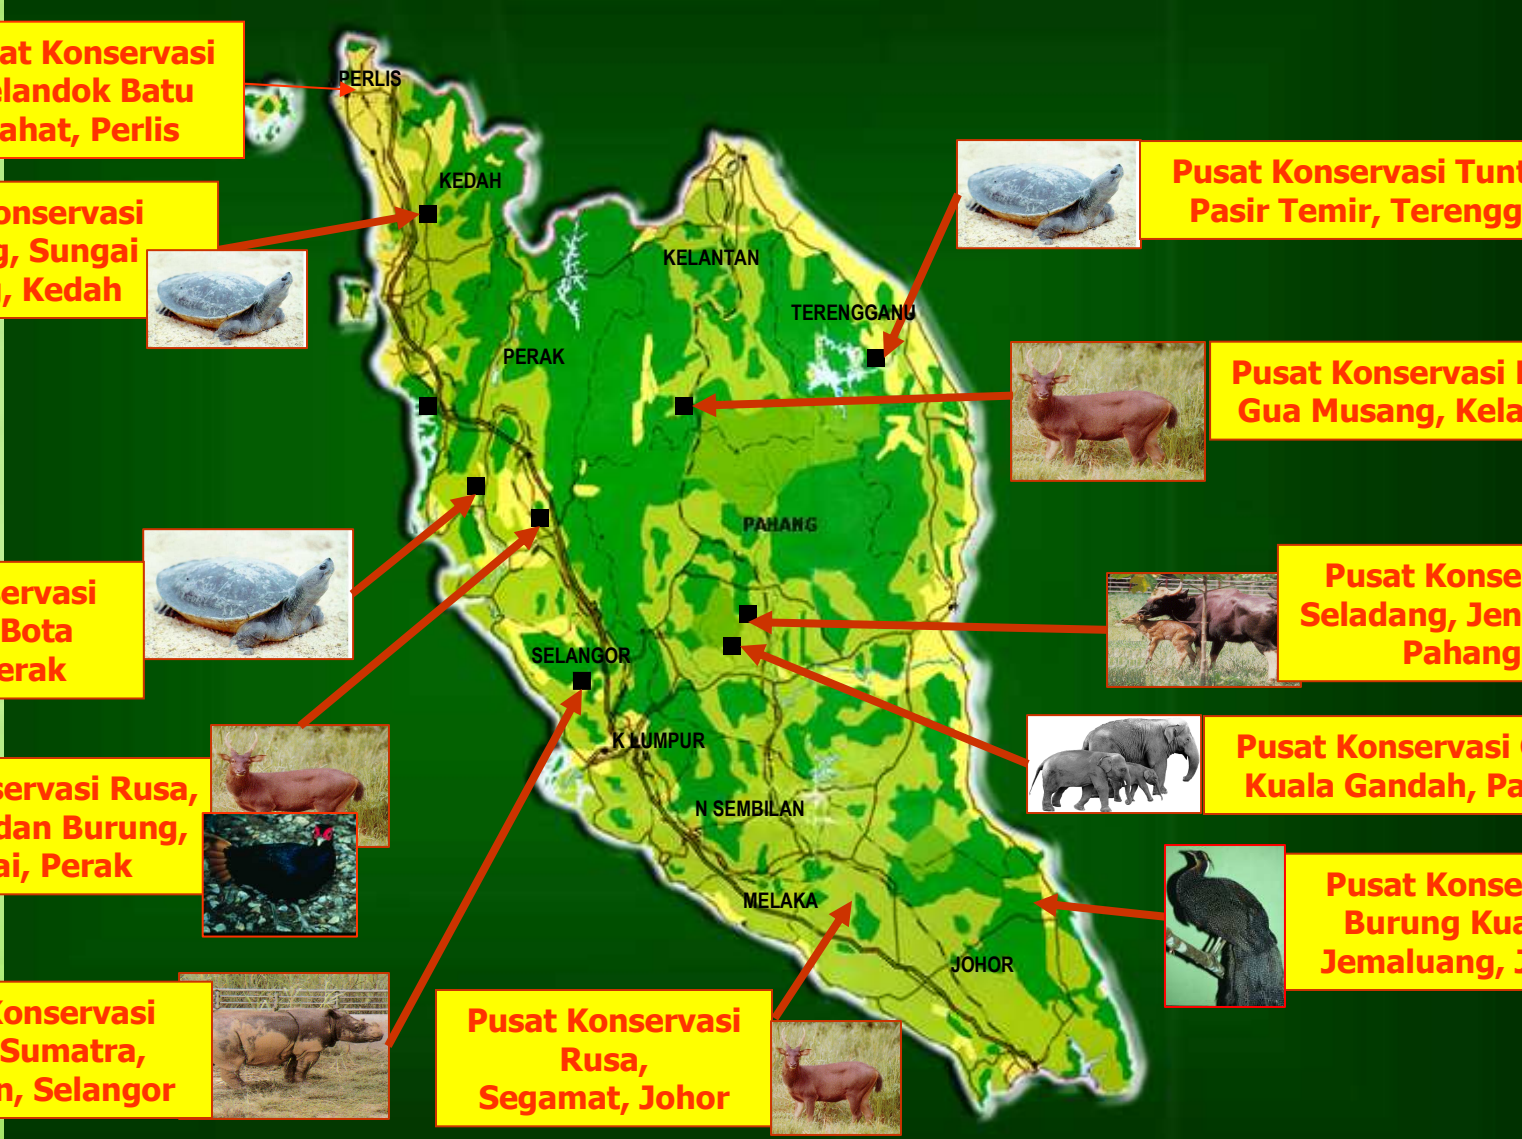 at Konservasi
elandok Batu
ahat, Perlis
onservasi
g, Sungai
, Kedah
servasi
Bota
erak
servasi Rusa,
dan Burung,
ai, Perak
Konservasi
Sumatra,
n, Selangor
Pusat Konservasi
Rusa,
Segamat, Johor
Pusat Konservasi Tunt
Pasir Temir, Terengg
Pusat Konservasi
Gua Musang, Kela
Pusat Konse
Seladang, Jen
Pahang
Pusat Konservasi
Kuala Gandah, Pa
Pusat Konse
Burung Kua
Jemaluang, J
PERLIS
KEDAH
KELANTAN
TERENGGANU
PERAK
PAHANG
SELANGOR
K LUMPUR
N SEMBILAN
MELAKA
JOHOR